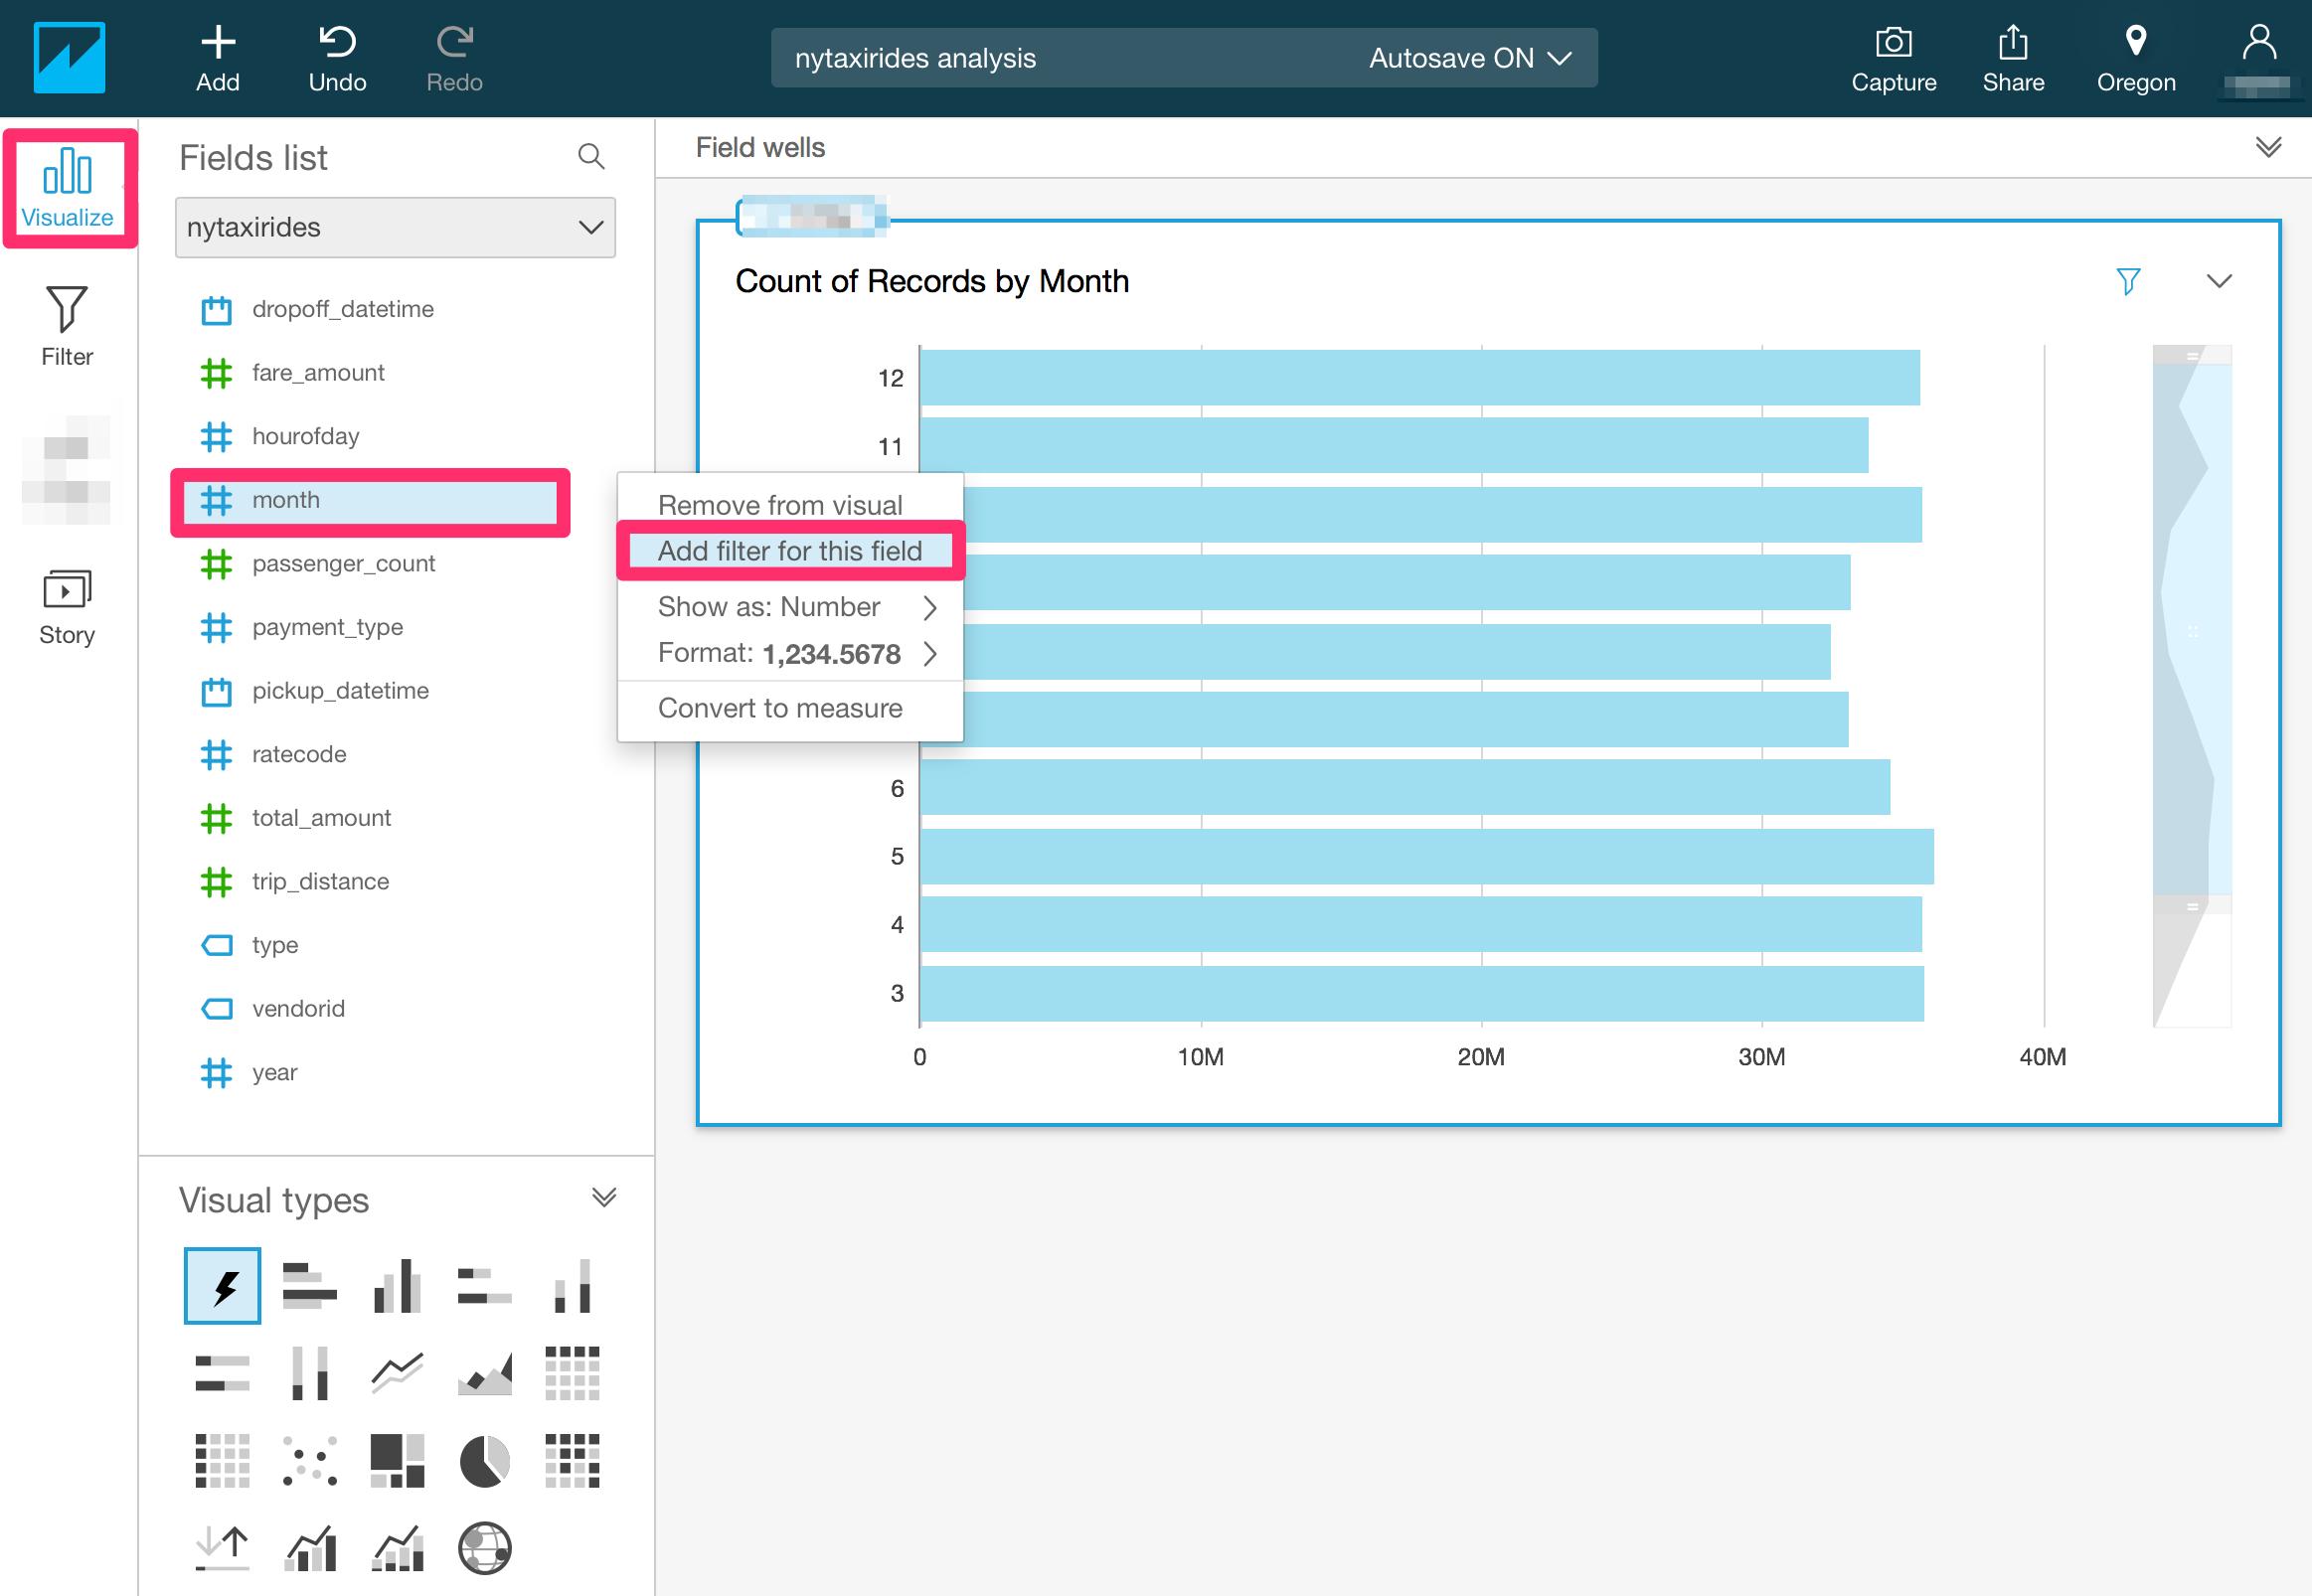 Add
Undo
Redo
nytaxirides analysis
Autosave ON
Capture
Share
Oregon
Visualize
Filter
Story
Fields list
nytaxirides
dropoff_datetime
fare_amount
hourofday
month
passenger_count
payment_type
pickup_datetime
ratecode
total_amount
trip_distance
type
vendorid
year
Visual types
Remove from visual
Add filter for this field
Show as: Number
Format: 1,234.5678
Convert to measure
Field wells
Count of Records by Month
12
11
6
5
4
3
0
10M
20M
30M
40M